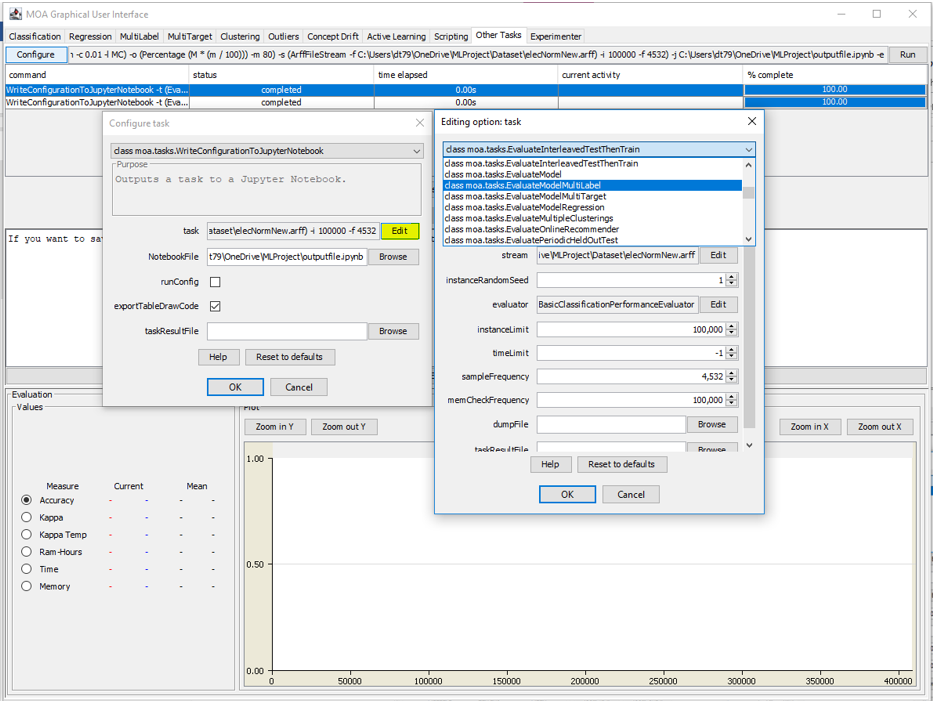 MOA Graphical User Interface
Classification Regression MultiLabel MultiTarget Clustering Outliers Concept Drift Active Learning Scripting Other Tasks Experimenter
Configure -c 0.01 -l MC) -o (Percentage (M * (m / 100))) -m 80) -s (ArffFileStream -f C:\Users\dt79\OneDrive\MLProject\Dataset\elecNormNew.arff) -i 100000 -f 4532) -j C:\Users\dt79\OneDrive\MLProject\outputfile.ipynb -e Run
command status time elapsed current activity % complete
WriteConfigurationToJupyterNotebook -t (Eva... completed 0.00s 100.00
WriteConfigurationToJupyterNotebook -t (Eva... completed 0.00s 100.00
Configure task
class moa.tasks.WriteConfigurationToJupyterNotebook
Purpose
Outputs a task to a Jupyter Notebook.
task ataset\elecNormNew.arff) -i 100000 -f 4532 Edit
NotebookFile t79\OneDrive\MLProject\outputfile.ipynb Browse
runConfig
exportTableDrawCode
taskResultFile Browse
Help Reset to defaults
OK Cancel
Editing option: task
class moa.tasks.EvaluateInterleavedTestThenTrain
class moa.tasks.EvaluateInterleavedTestThenTrain
class moa.tasks.EvaluateModel
class moa.tasks.EvaluateModelMultiLabel
class moa.tasks.EvaluateModelMultiTarget
class moa.tasks.EvaluateModelRegression
class moa.tasks.EvaluateMultipleClusterings
class moa.tasks.EvaluateOnlineRecommender
class moa.tasks.EvaluatePeriodicHeldOutTest
stream ive\MLProject\Dataset\elecNormNew.arff Edit
instanceRandomSeed 1
evaluator BasicClassificationPerformanceEvaluator Edit
instanceLimit 100,000
timeLimit -1
sampleFrequency 4,532
memCheckFrequency 100,000
dumpFile Browse
taskResultFile Browse
Help Reset to defaults
OK Cancel
If you want to sa
Evaluation
Values
Measure Current Mean
Accuracy - - - -
Kappa - - - -
Kappa Temp - - - -
Ram-Hours - - - -
Time - - - -
Memory - - - -
Plot
Zoom in Y Zoom out Y Zoom in X Zoom out X
1.00
0.50
0.00
0 50000 100000 150000 200000 250000 300000 350000 400000